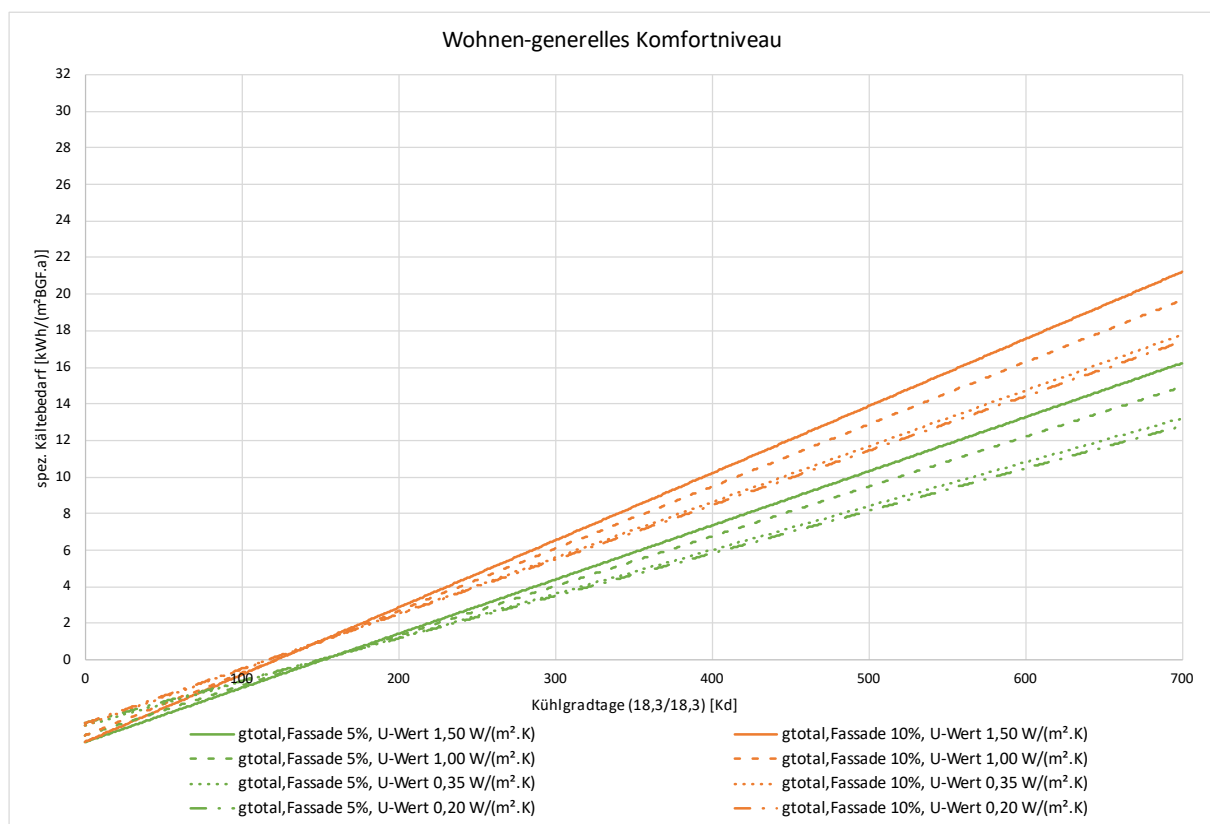 Wohnen-generelles Komfortniveau
32
30
28
26
24
22
20
18
16
14
12
10
8
6
4
2
0
spez. Kältebedarf [kWh/(m²BGF.a)]
0 100 200 300 400 500 600 700
Kühlgradtage (18,3/18,3) [Kd]
gtotal,Fassade 5%, U-Wert 1,50 W/(m².K) gtotal,Fassade 10%, U-Wert 1,50 W/(m².K)
gtotal,Fassade 5%, U-Wert 1,00 W/(m².K) gtotal,Fassade 10%, U-Wert 1,00 W/(m².K)
gtotal,Fassade 5%, U-Wert 0,35 W/(m².K) gtotal,Fassade 10%, U-Wert 0,35 W/(m².K)
gtotal,Fassade 5%, U-Wert 0,20 W/(m².K) gtotal,Fassade 10%, U-Wert 0,20 W/(m².K)